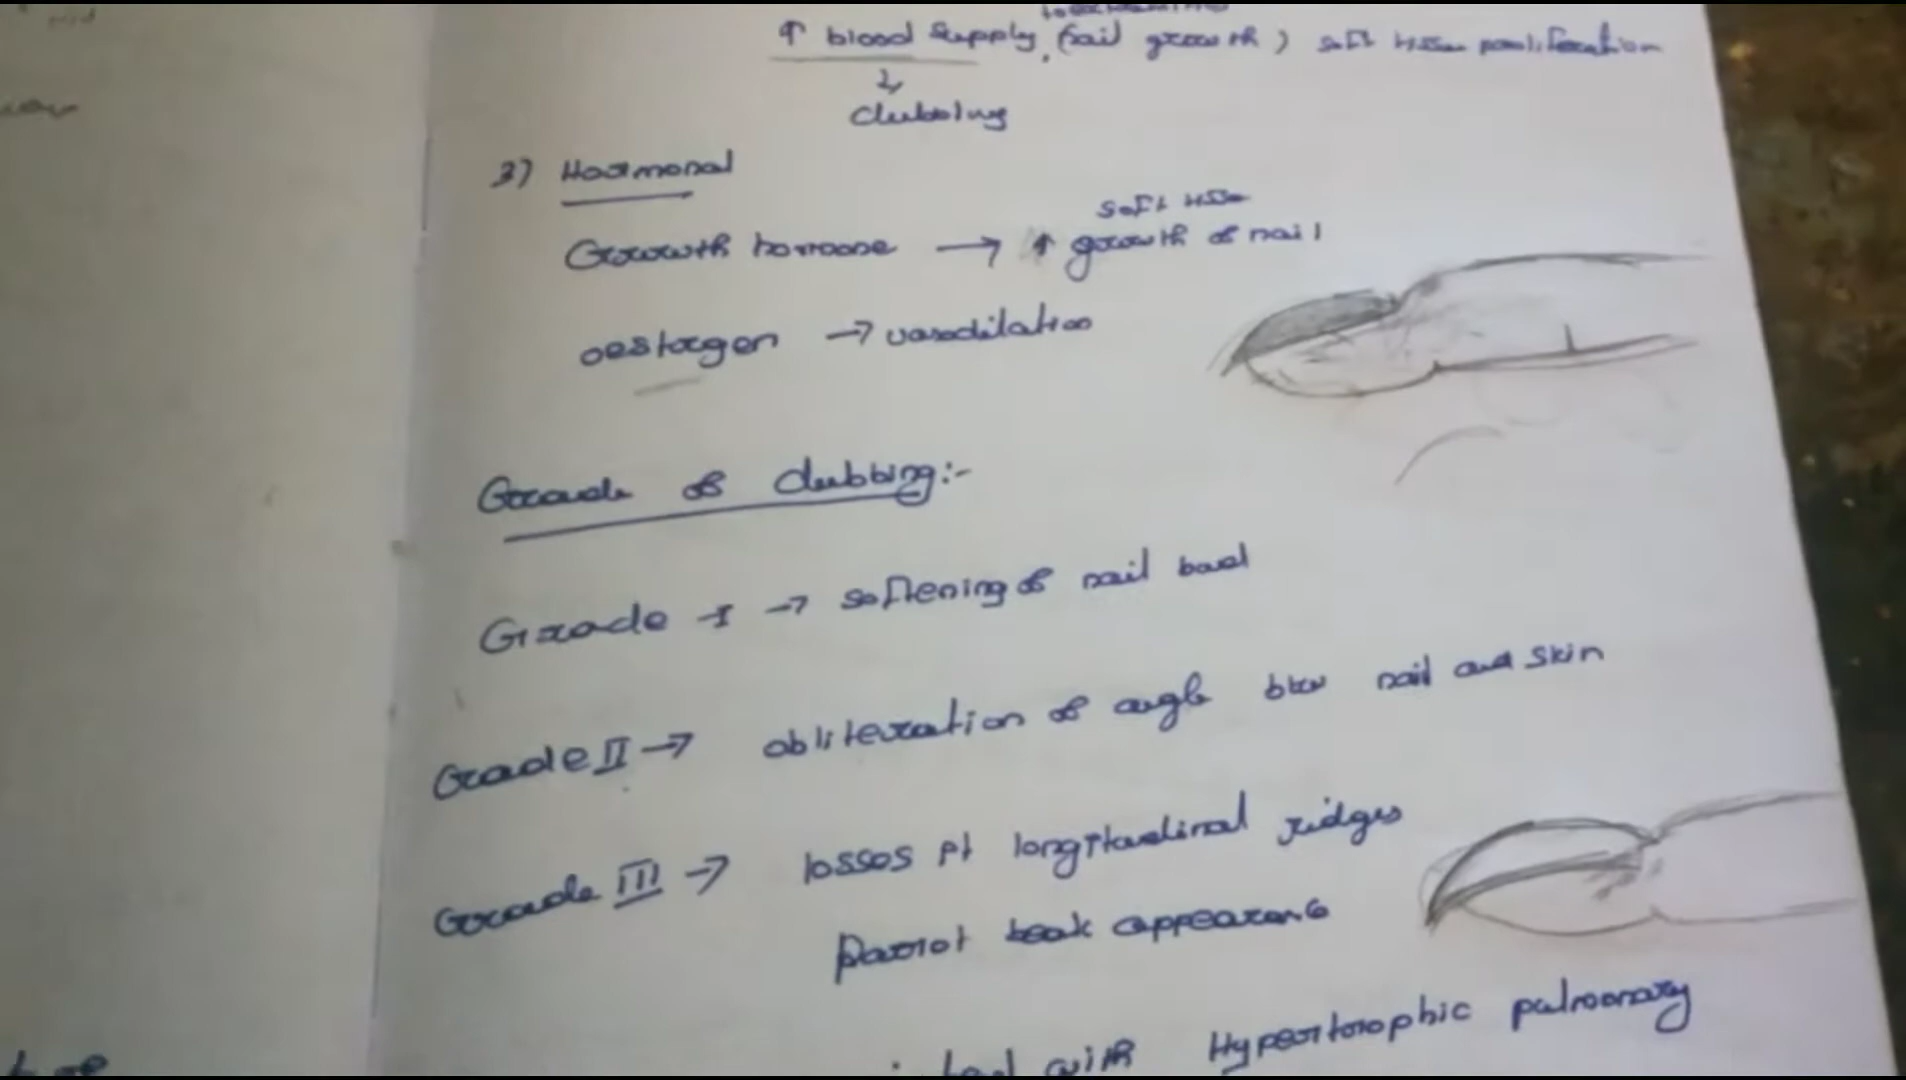 ↑ blood supply, (nail growth) soft tissue proliferation
↓
clubbing
3) Hormonal
soft tissue
Growth hormone → ↑ growth of nail
oestogen → vasodilation
Grade of clubbing:-
Grade - I → softening of nail bed
Grade II → obliteration of angle btw nail and skin
Grade III → losses longitudinal ridges
Parrot beak appearance
with Hypertrophic pulmonary